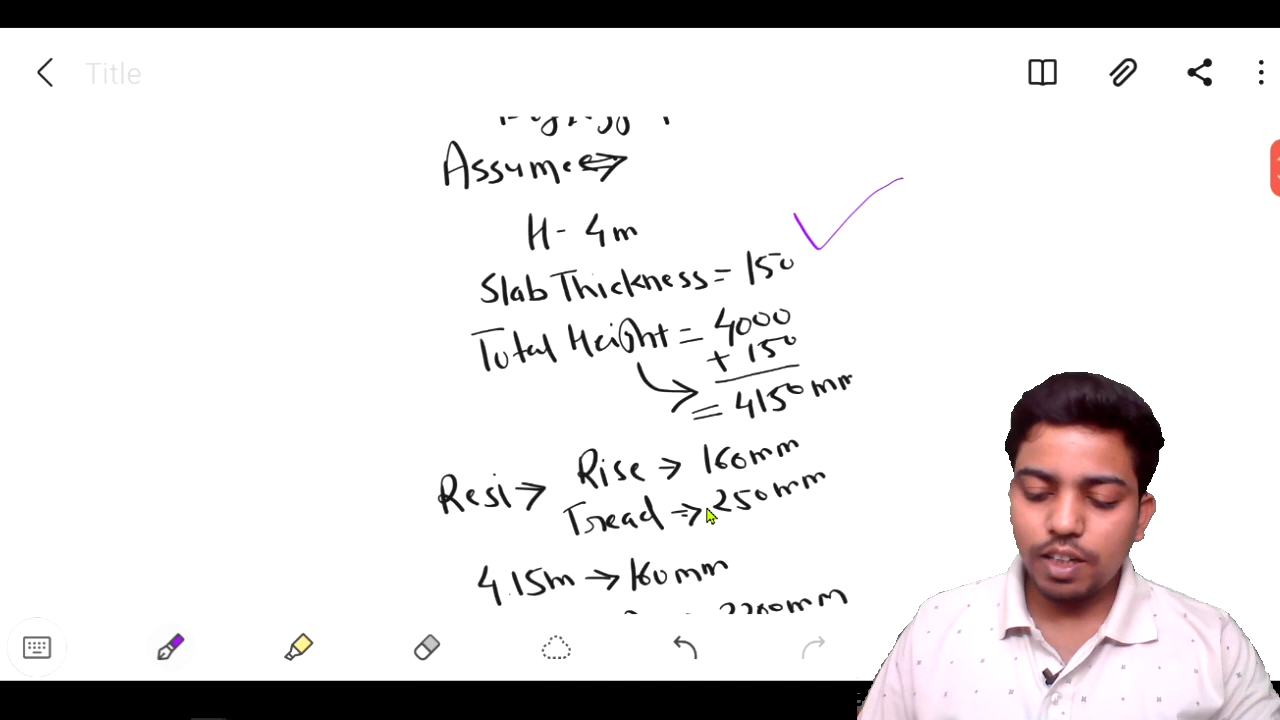 Title
Assume
H- 4m
Slab Thickness = 150
Total Height = 4000
+ 150
= 4150 mm
Resi → Rise → 160mm
Tread → 250mm
4.15m → 160mm